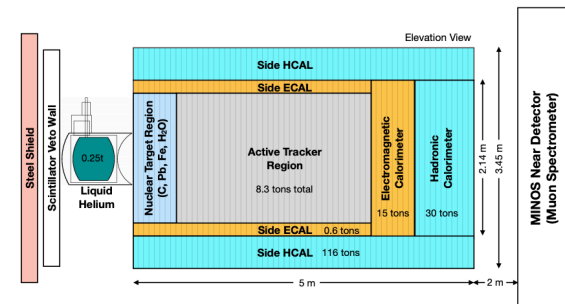 Elevation View
Steel Shield
Scintillator Veto Wall
0.25t
Liquid
Helium
Side HCAL
Side ECAL
Nuclear Target Region
(C, Pb, Fe, H₂O)
Active Tracker
Region
8.3 tons total
Electromagnetic
Calorimeter
15 tons
Hadronic
Calorimeter
30 tons
Side ECAL 0.6 tons
Side HCAL 116 tons
2.14 m
3.45 m
5 m
2 m
MINOS Near Detector
(Muon Spectrometer)